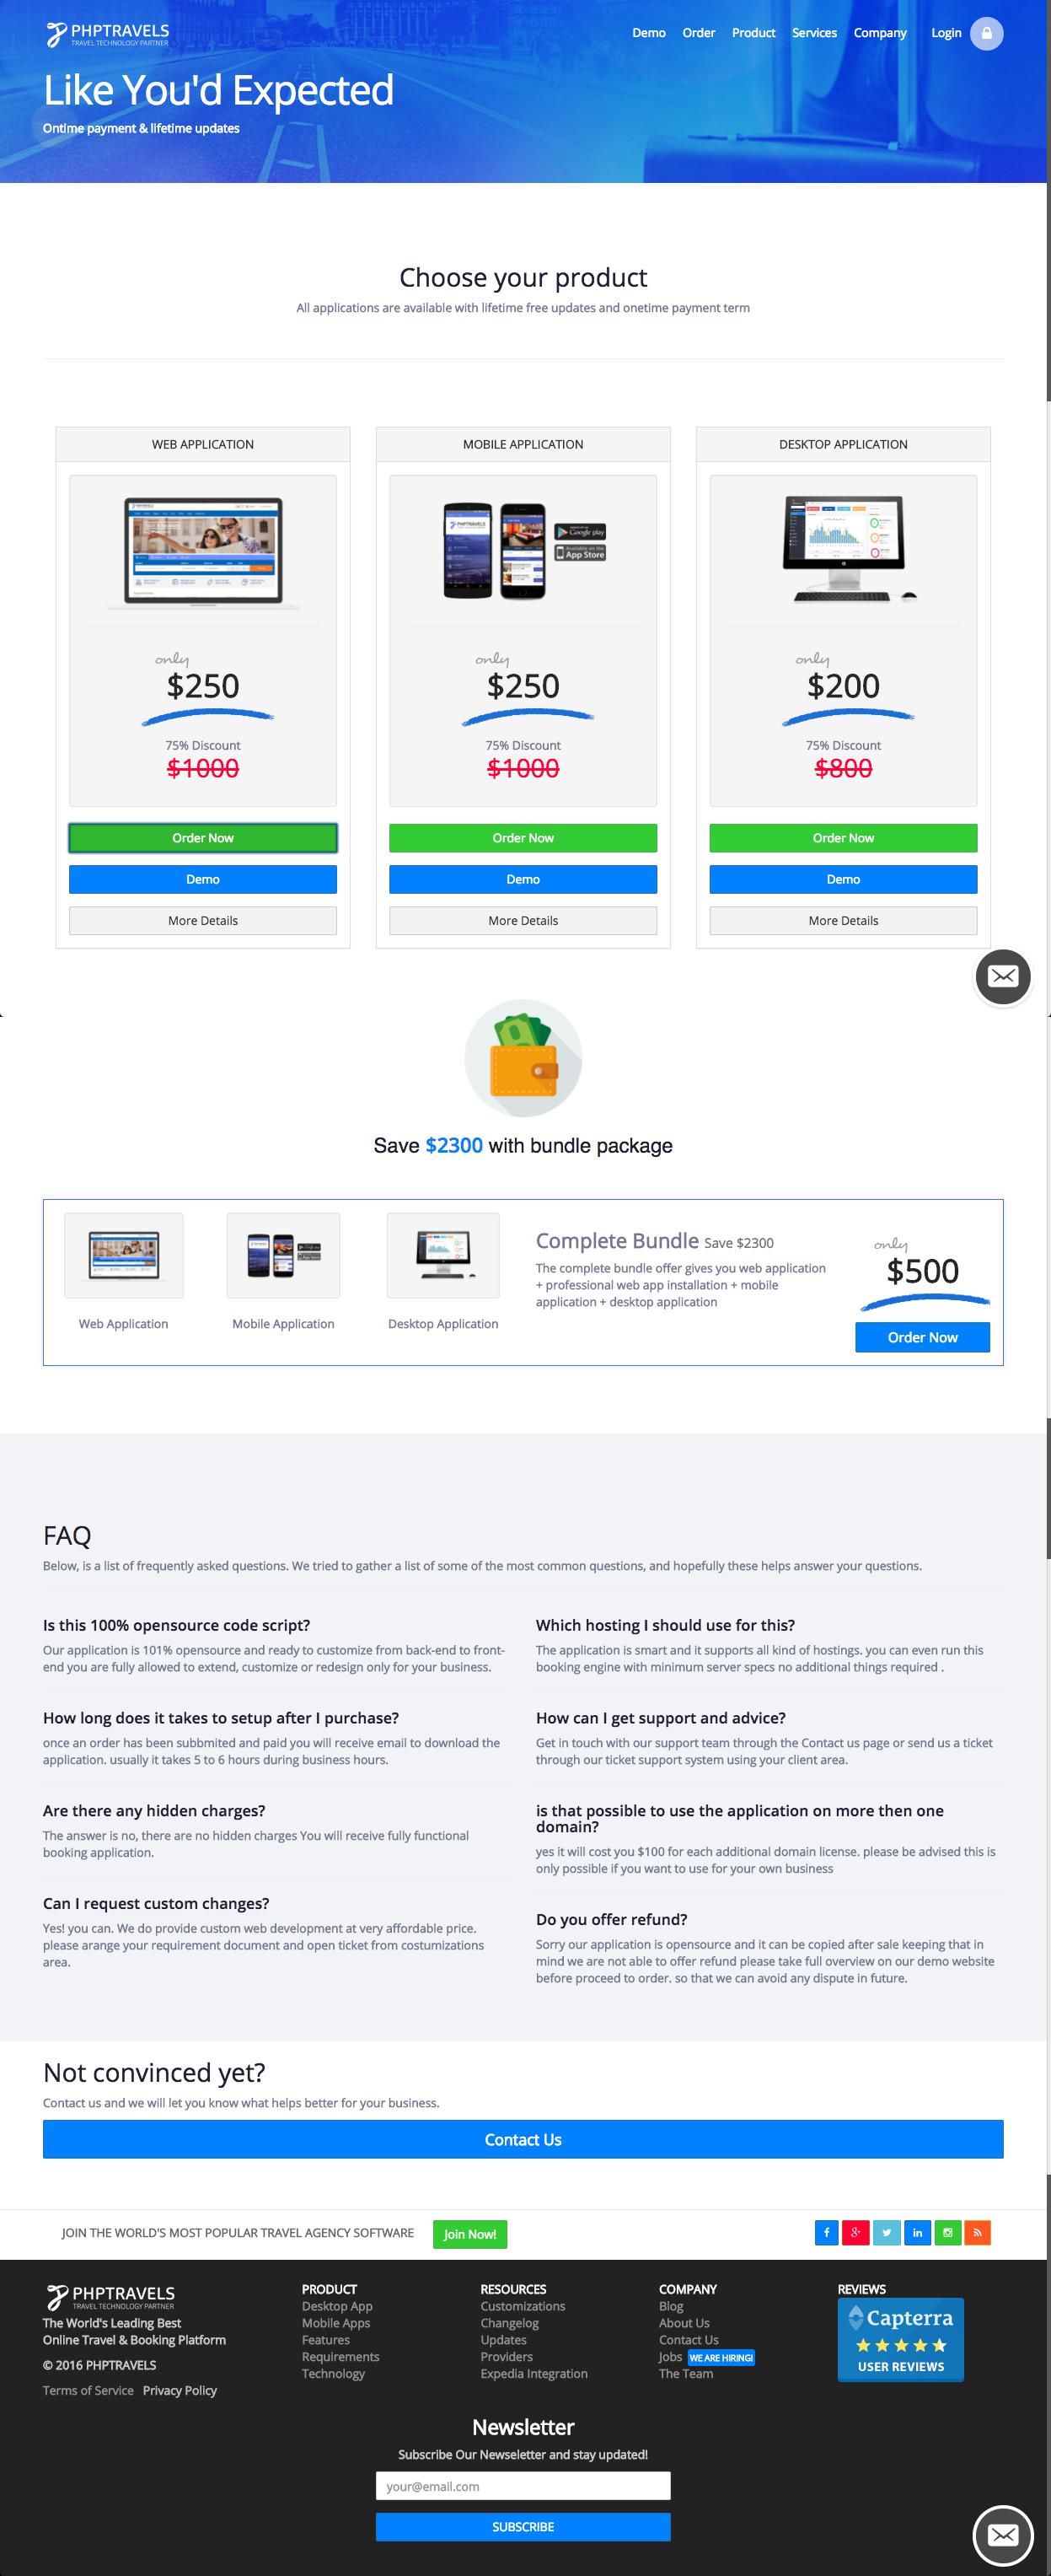 PHPTRAVELS
TRAVEL TECHNOLOGY PARTNER
Demo Order Product Services Company Login
Like You'd Expected
Ontime payment & lifetime updates
Choose your product
All applications are available with lifetime free updates and onetime payment term
WEB APPLICATION
only
$250
75% Discount
$1000
Order Now
Demo
More Details
MOBILE APPLICATION
PHPTRAVELS
Google play
Available on the
App Store
only
$250
75% Discount
$1000
Order Now
Demo
More Details
DESKTOP APPLICATION
only
$200
75% Discount
$800
Order Now
Demo
More Details
Save $2300 with bundle package
Web Application
Mobile Application
Desktop Application
Complete Bundle Save $2300
The complete bundle offer gives you web application
+ professional web app installation + mobile
application + desktop application
only
$500
Order Now
FAQ
Below, is a list of frequently asked questions. We tried to gather a list of some of the most common questions, and hopefully these helps answer your questions.
Is this 100% opensource code script?
Our application is 101% opensource and ready to customize from back-end to front-
end you are fully allowed to extend, customize or redesign only for your business.
How long does it takes to setup after I purchase?
once an order has been subbmited and paid you will receive email to download the
application. usually it takes 5 to 6 hours during business hours.
Are there any hidden charges?
The answer is no, there are no hidden charges You will receive fully functional
booking application.
Can I request custom changes?
Yes! you can. We do provide custom web development at very affordable price.
please arange your requirement document and open ticket from costumizations
area.
Which hosting I should use for this?
The application is smart and it supports all kind of hostings. you can even run this
booking engine with minimum server specs no additional things required .
How can I get support and advice?
Get in touch with our support team through the Contact us page or send us a ticket
through our ticket support system using your client area.
is that possible to use the application on more then one
domain?
yes it will cost you $100 for each additional domain license. please be advised this is
only possible if you want to use for your own business
Do you offer refund?
Sorry our application is opensource and it can be copied after sale keeping that in
mind we are not able to offer refund please take full overview on our demo website
before proceed to order. so that we can avoid any dispute in future.
Not convinced yet?
Contact us and we will let you know what helps better for your business.
Contact Us
JOIN THE WORLD'S MOST POPULAR TRAVEL AGENCY SOFTWARE
Join Now!
PHPTRAVELS
TRAVEL TECHNOLOGY PARTNER
The World's Leading Best
Online Travel & Booking Platform
© 2016 PHPTRAVELS
Terms of Service Privacy Policy
PRODUCT
Desktop App
Mobile Apps
Features
Requirements
Technology
RESOURCES
Customizations
Changelog
Updates
Providers
Expedia Integration
COMPANY
Blog
About Us
Contact Us
Jobs WE ARE HIRING!
The Team
REVIEWS
Capterra
USER REVIEWS
Newsletter
Subscribe Our Newseletter and stay updated!
your@email.com
SUBSCRIBE